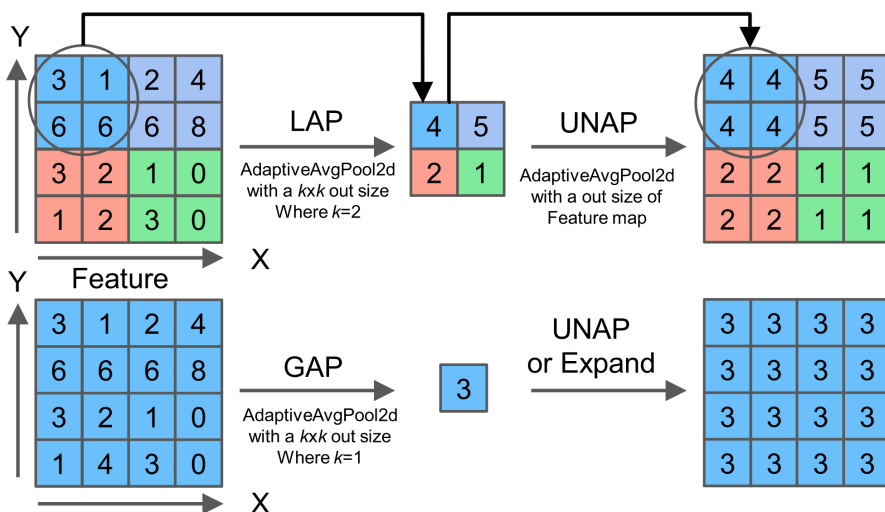 Y
3 1 2 4
6 6 6 8
3 2 1 0
1 2 3 0
X
Feature
LAP
AdaptiveAvgPool2d
with a kxk out size
Where k=2
4 5
2 1
UNAP
AdaptiveAvgPool2d
with a out size of
Feature map
4 4 5 5
4 4 5 5
2 2 1 1
2 2 1 1
Y
3 1 2 4
6 6 6 8
3 2 1 0
1 4 3 0
X
GAP
AdaptiveAvgPool2d
with a kxk out size
Where k=1
3
UNAP
or Expand
3 3 3 3
3 3 3 3
3 3 3 3
3 3 3 3